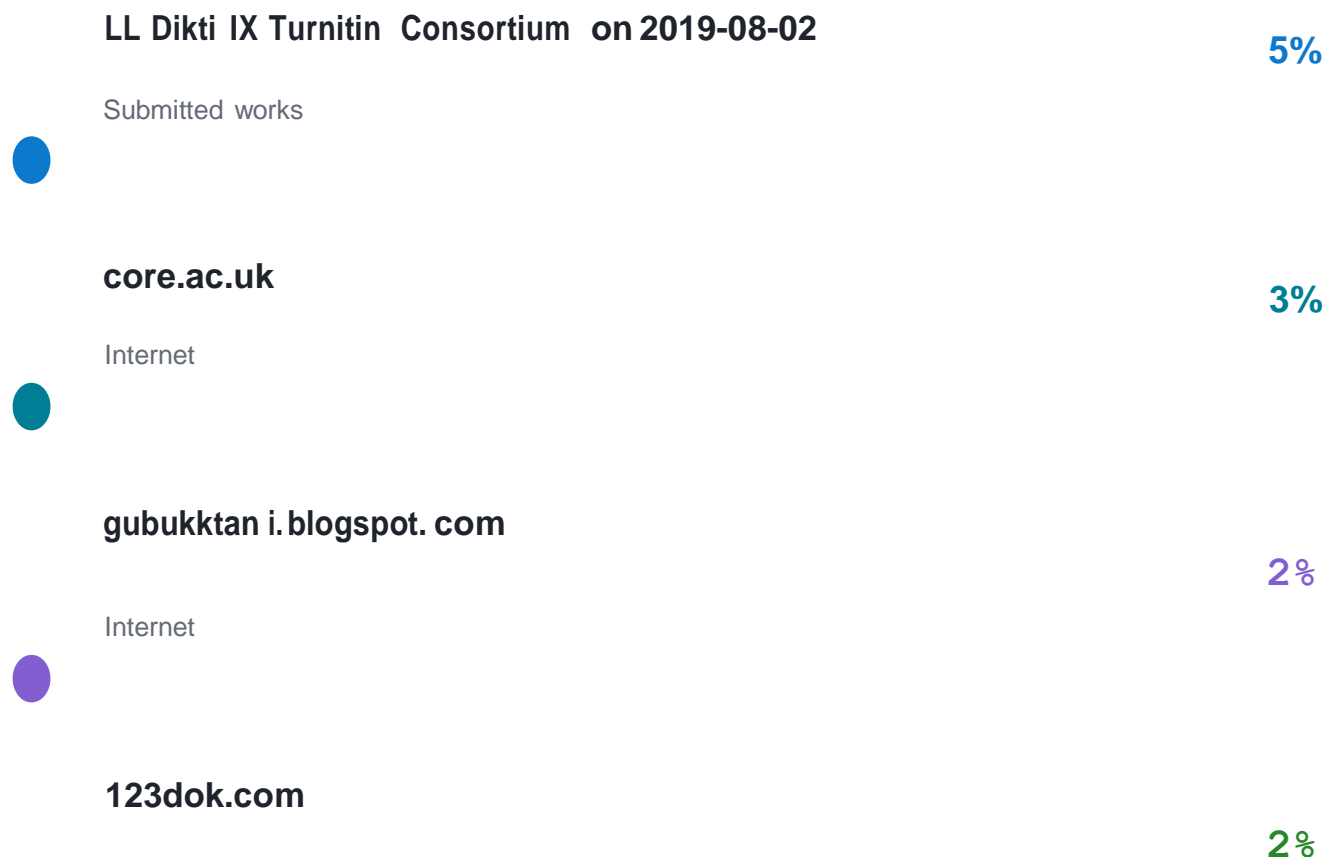 LL Dikti IX Turnitin Consortium on 2019-08-02
5%
Submitted works
core.ac.uk
3%
Internet
gubukktan i. blogspot. com
2%
Internet
123dok.com
2%